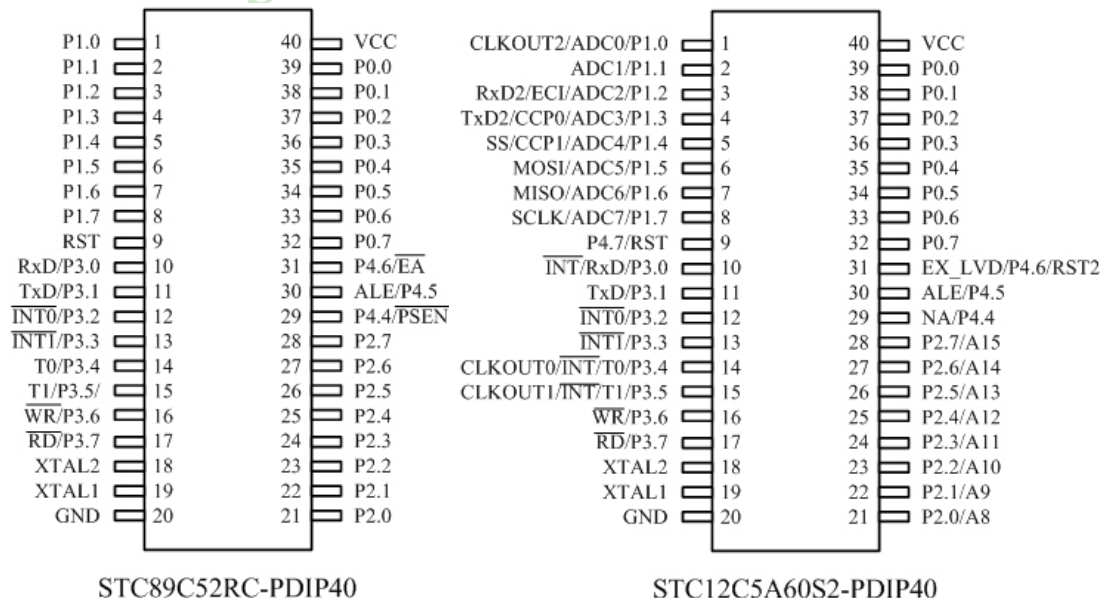 P1.0 1 40 VCC
P1.1 2 39 P0.0
P1.2 3 38 P0.1
P1.3 4 37 P0.2
P1.4 5 36 P0.3
P1.5 6 35 P0.4
P1.6 7 34 P0.5
P1.7 8 33 P0.6
RST 9 32 P0.7
RxD/P3.0 10 31 P4.6/E̅A̅
TxD/P3.1 11 30 ALE/P4.5
I̅N̅T̅0̅/P3.2 12 29 P4.4/P̅S̅E̅N̅
I̅N̅T̅1̅/P3.3 13 28 P2.7
T0/P3.4 14 27 P2.6
T1/P3.5/ 15 26 P2.5
W̅R̅/P3.6 16 25 P2.4
R̅D̅/P3.7 17 24 P2.3
XTAL2 18 23 P2.2
XTAL1 19 22 P2.1
GND 20 21 P2.0
STC89C52RC-PDIP40
CLKOUT2/ADC0/P1.0 1 40 VCC
ADC1/P1.1 2 39 P0.0
RxD2/ECI/ADC2/P1.2 3 38 P0.1
TxD2/CCP0/ADC3/P1.3 4 37 P0.2
SS/CCP1/ADC4/P1.4 5 36 P0.3
MOSI/ADC5/P1.5 6 35 P0.4
MISO/ADC6/P1.6 7 34 P0.5
SCLK/ADC7/P1.7 8 33 P0.6
P4.7/RST 9 32 P0.7
I̅N̅T̅/RxD/P3.0 10 31 EX_LVD/P4.6/RST2
TxD/P3.1 11 30 ALE/P4.5
I̅N̅T̅0̅/P3.2 12 29 NA/P4.4
I̅N̅T̅1̅/P3.3 13 28 P2.7/A15
CLKOUT0/I̅N̅T̅/T0/P3.4 14 27 P2.6/A14
CLKOUT1/I̅N̅T̅/T1/P3.5 15 26 P2.5/A13
W̅R̅/P3.6 16 25 P2.4/A12
R̅D̅/P3.7 17 24 P2.3/A11
XTAL2 18 23 P2.2/A10
XTAL1 19 22 P2.1/A9
GND 20 21 P2.0/A8
STC12C5A60S2-PDIP40